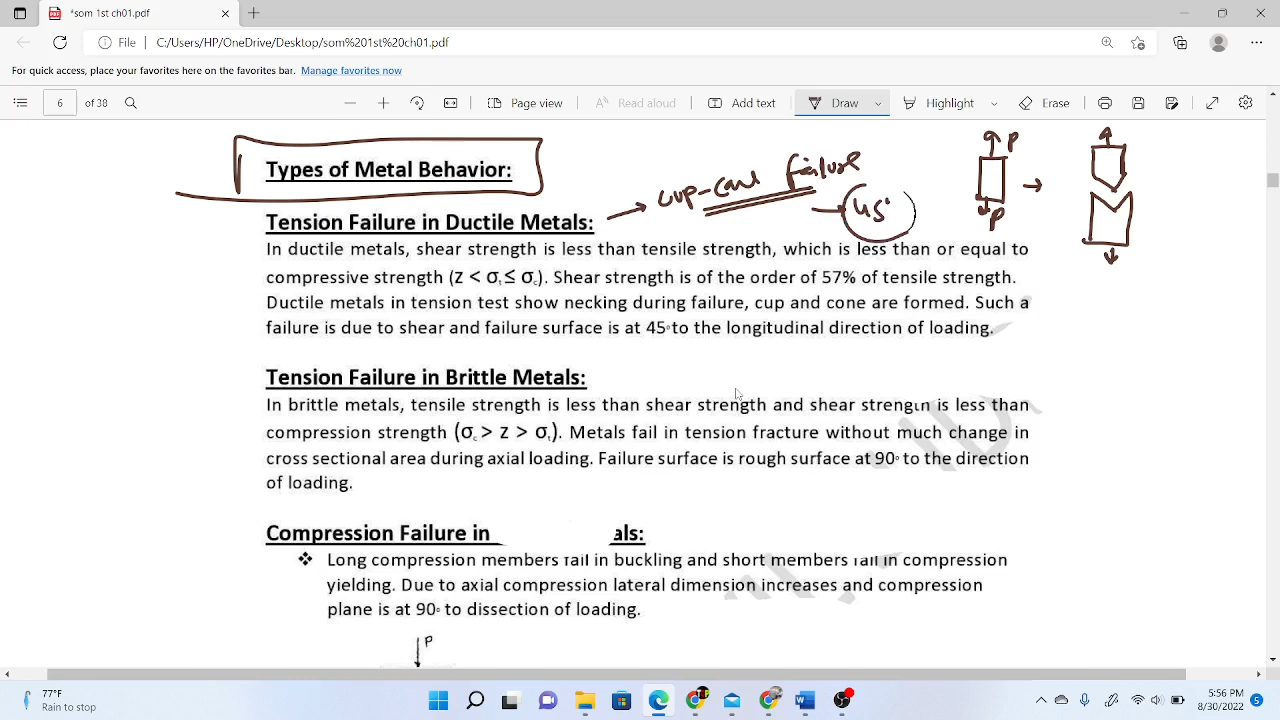 *som 1st ch01.pdf
File C:/Users/HP/OneDrive/Desktop/som%201st%20ch01.pdf
For quick access, place your favorites here on the favorites bar. Manage favorites now
6 of 38 Page view Read aloud Add text Draw Highlight Erase
Types of Metal Behavior:
cup-cone failure
45°
P
P
Tension Failure in Ductile Metals:
In ductile metals, shear strength is less than tensile strength, which is less than or equal to
compressive strength (z < σt ≤ σc). Shear strength is of the order of 57% of tensile strength.
Ductile metals in tension test show necking during failure, cup and cone are formed. Such a
failure is due to shear and failure surface is at 45° to the longitudinal direction of loading.
Tension Failure in Brittle Metals:
In brittle metals, tensile strength is less than shear strength and shear strength is less than
compression strength (σc > z > σt). Metals fail in tension fracture without much change in
cross sectional area during axial loading. Failure surface is rough surface at 90° to the direction
of loading.
Compression Failure in als:
❖ Long compression members fail in buckling and short members fail in compression
yielding. Due to axial compression lateral dimension increases and compression
plane is at 90° to dissection of loading.
P
77°F
Rain to stop
5:56 PM
8/30/2022
5